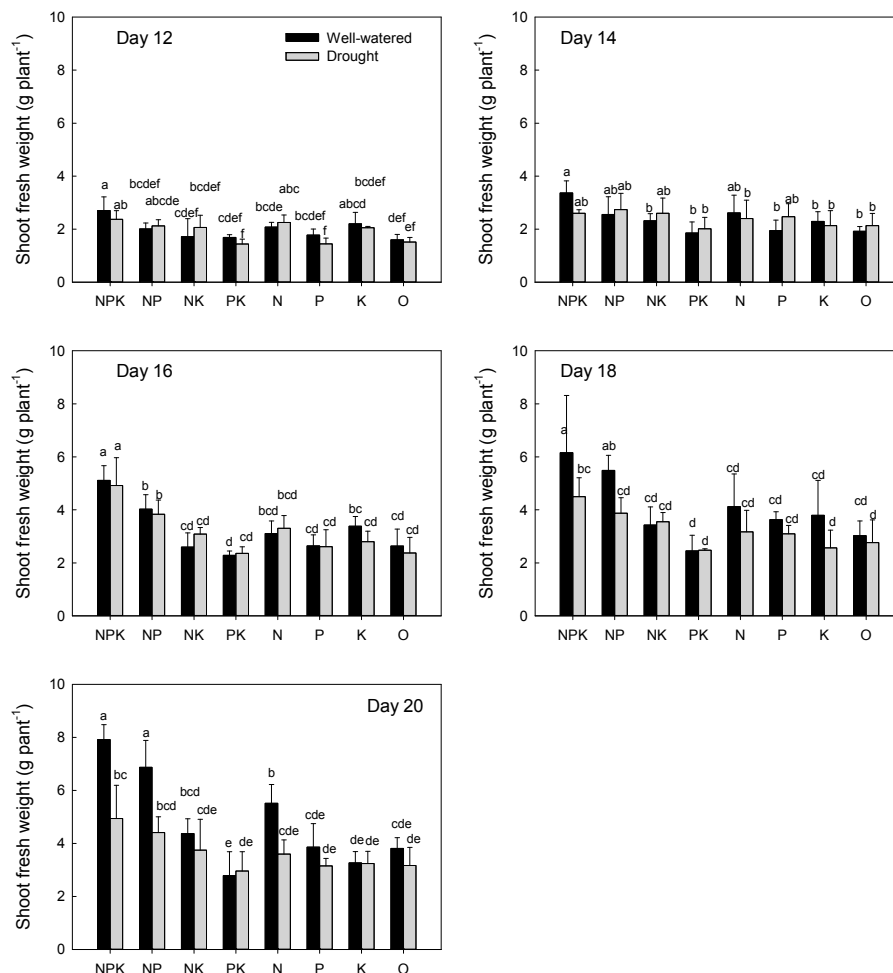 Shoot fresh weight (g plant⁻¹)
10
8
6
4
2
0
Day 12
Well-watered
Drought
a
ab
bcdef
abcde
cdef
bcdef
cdef
f
bcde
abc
bcdef
f
abcd
bcdef
def
ef
NPK NP NK PK N P K O
Shoot fresh weight (g plant⁻¹)
10
8
6
4
2
0
Day 14
a
ab
ab
ab
b
ab
b
b
ab
b
b
ab
b
b
b
b
NPK NP NK PK N P K O
Shoot fresh weight (g plant⁻¹)
10
8
6
4
2
0
Day 16
a
a
b
b
cd
cd
d
cd
bcd
bcd
cd
cd
bc
cd
cd
cd
NPK NP NK PK N P K O
Shoot fresh weight (g plant⁻¹)
10
8
6
4
2
0
Day 18
a
bc
ab
cd
cd
cd
d
d
cd
cd
cd
cd
cd
d
cd
d
NPK NP NK PK N P K O
Shoot fresh weight (g pant⁻¹)
10
8
6
4
2
0
Day 20
a
bc
a
bcd
bcd
cde
e
de
b
cde
cde
de
de
de
cde
de
NPK NP NK PK N P K O